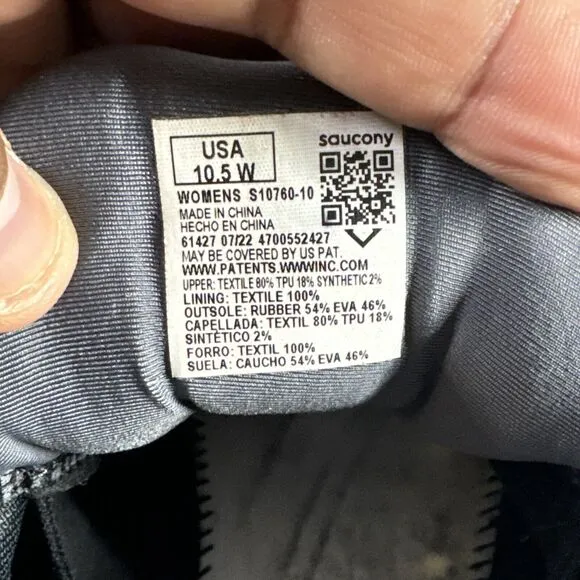 USA
10.5 W
saucony
WOMENS S10760-10
MADE IN CHINA
HECHO EN CHINA
61427 07/22 4700552427
MAY BE COVERED BY US PAT.
WWW.PATENTS.WWWINC.COM
UPPER: TEXTILE 80% TPU 18% SYNTHETIC 2%
LINING: TEXTILE 100%
OUTSOLE: RUBBER 54% EVA 46%
CAPELLADA: TEXTIL 80% TPU 18%
SINTÉTICO 2%
FORRO: TEXTIL 100%
SUELA: CAUCHO 54% EVA 46%